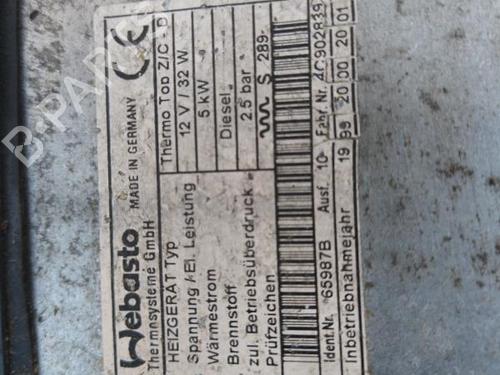 Webasto MADE IN GERMANY CE
Thermosysteme GmbH
HEIZGERÄT Typ Thermo Top Z/C - D
Spannung / El. Leistung 12 V / 32 W
Wärmestrom 5 kW
Brennstoff Diesel
zul. Betriebsüberdruck 2.5 bar
Prüfzeichen S 289
Ident.Nr. 65987B Ausf. 10 Fabr.Nr. 4C902839
Inbetriebnahmejahr 19 99 20 00 20 01